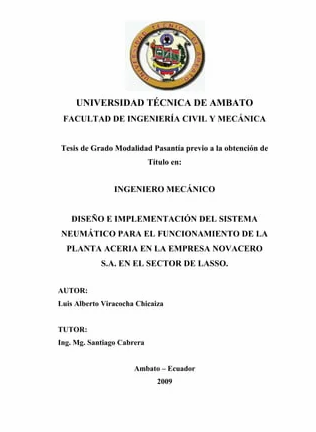 UNIVERSIDAD TÉCNICA DE AMBATO
FACULTAD DE INGENIERÍA CIVIL Y MECÁNICA
Tesis de Grado Modalidad Pasantía previo a la obtención de
Título en:
INGENIERO MECÁNICO
DISEÑO E IMPLEMENTACIÓN DEL SISTEMA
NEUMÁTICO PARA EL FUNCIONAMIENTO DE LA
PLANTA ACERIA EN LA EMPRESA NOVACERO
S.A. EN EL SECTOR DE LASSO.
AUTOR:
Luis Alberto Viracocha Chicaiza
TUTOR:
Ing. Mg. Santiago Cabrera
Ambato – Ecuador
2009